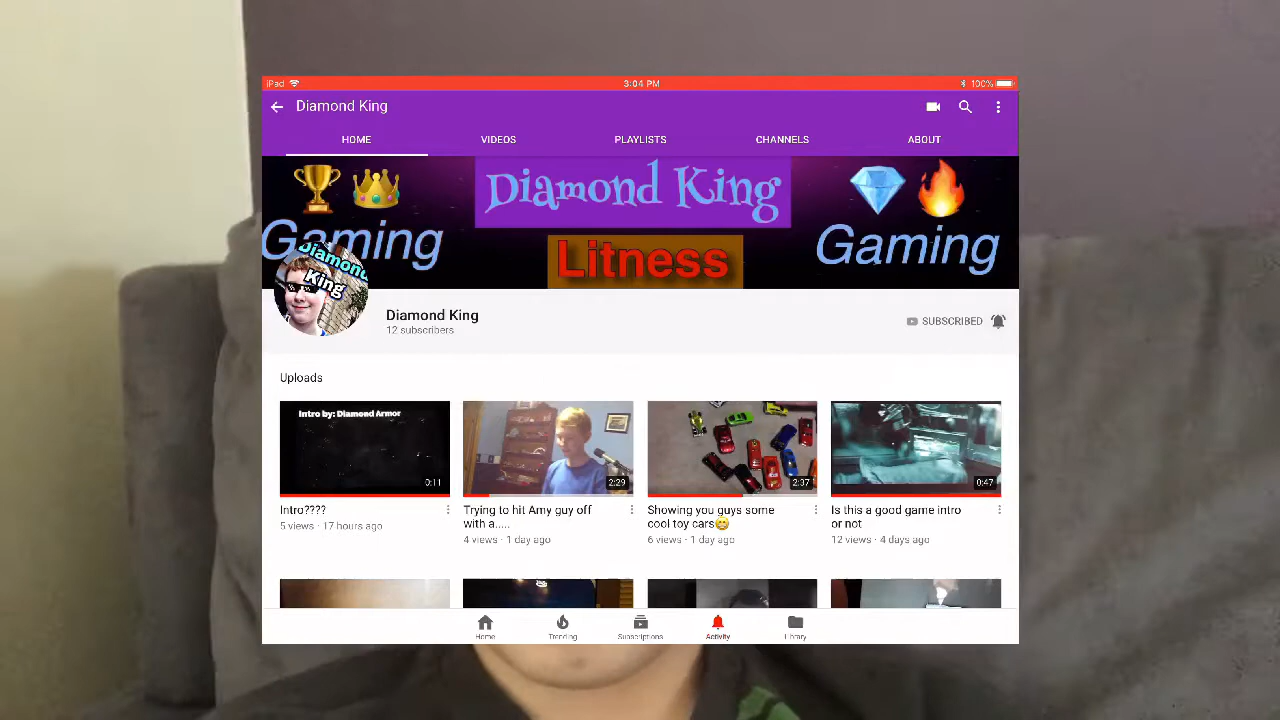 iPad 3:04 PM 100%
Diamond King
HOME VIDEOS PLAYLISTS CHANNELS ABOUT
Diamond King
Gaming Litness Gaming
Diamond King
Diamond King
12 subscribers
SUBSCRIBED
Uploads
Intro by: Diamond Armor
0:11 2:29 2:37 0:47
Intro????
5 views · 17 hours ago
Trying to hit Amy guy off
with a.....
4 views · 1 day ago
Showing you guys some
cool toy cars😁
6 views · 1 day ago
Is this a good game intro
or not
12 views · 4 days ago
Home Trending Subscriptions Activity Library